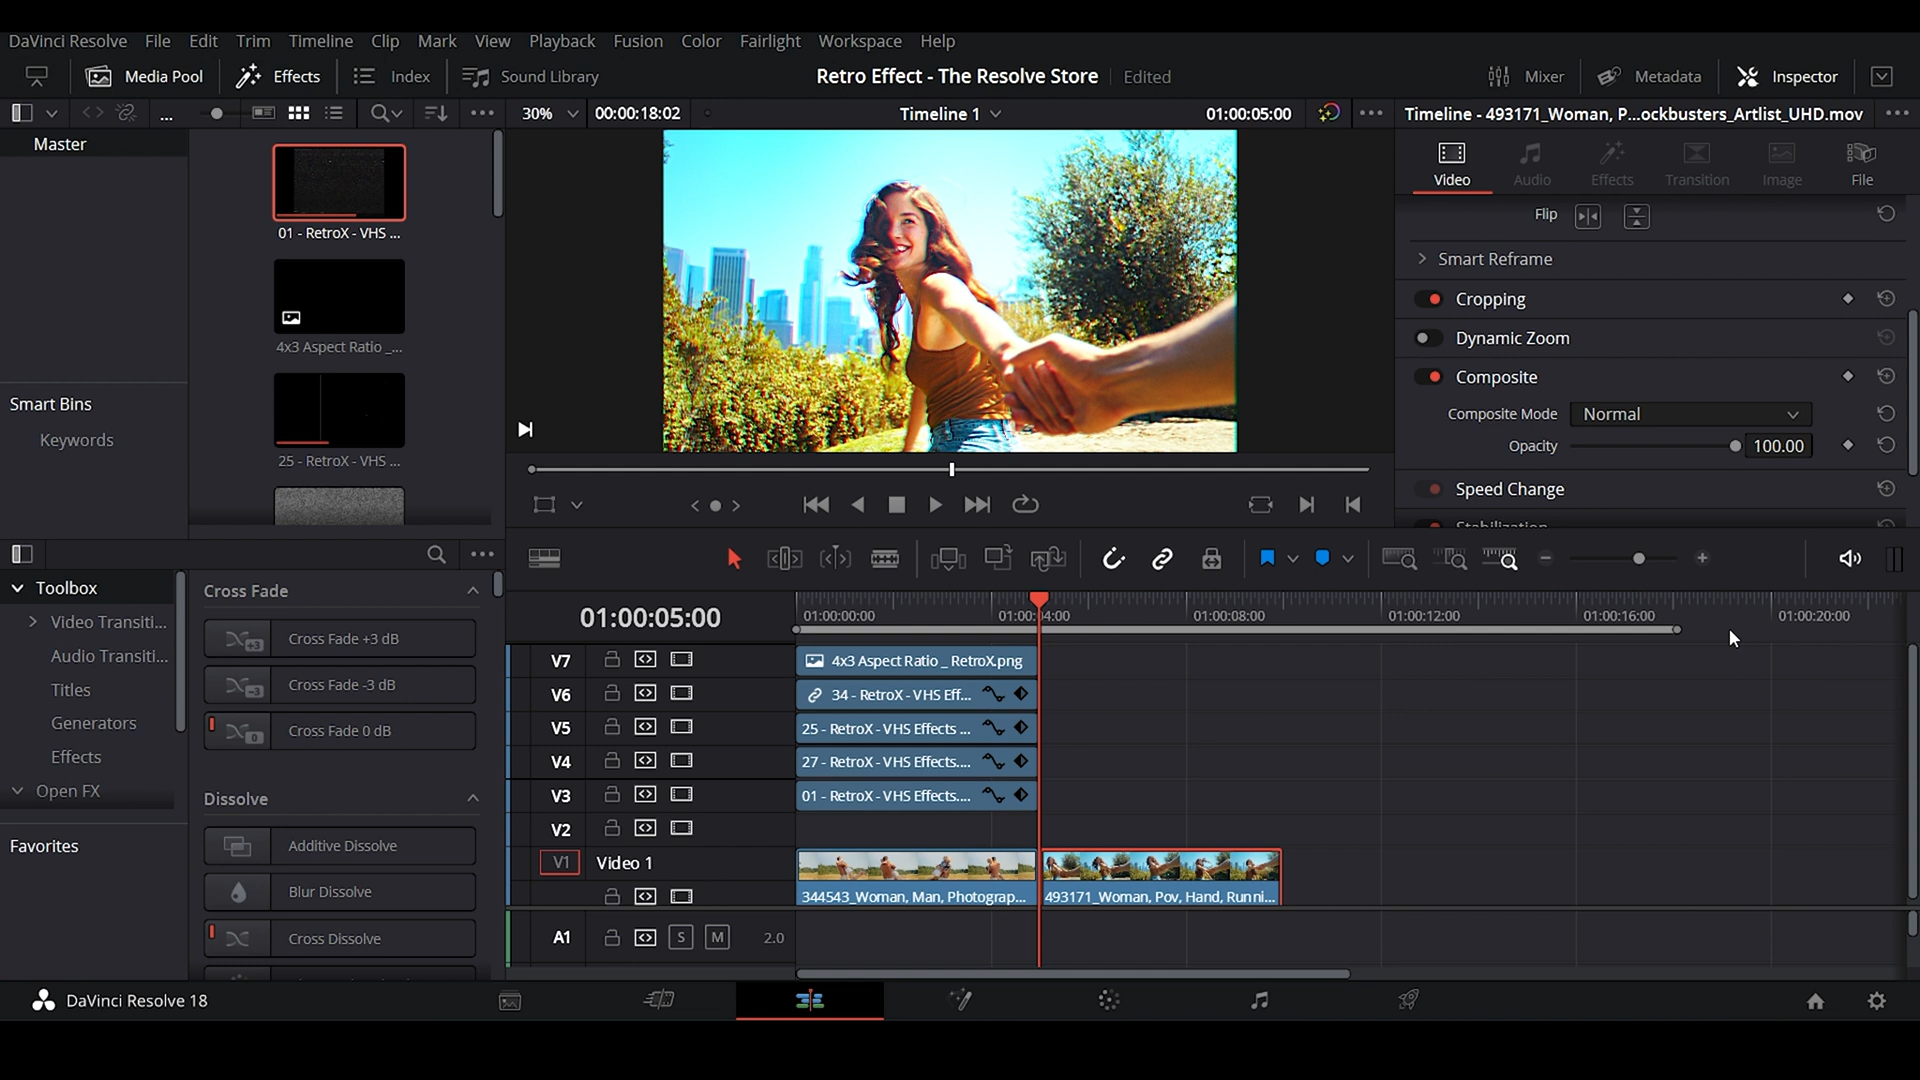 DaVinci Resolve File Edit Trim Timeline Clip Mark View Playback Fusion Color Fairlight Workspace Help
Media Pool Effects Index Sound Library Retro Effect - The Resolve Store Edited Mixer Metadata Inspector
... 30% 00:00:18:02 Timeline 1 01:00:05:00 Timeline - 493171_Woman, P...ockbusters_Artlist_UHD.mov
Master
01 - RetroX - VHS ...
4x3 Aspect Ratio _...
25 - RetroX - VHS ...
Smart Bins
Keywords
Video Audio Effects Transition Image File
Flip
Smart Reframe
Cropping
Dynamic Zoom
Composite
Composite Mode Normal
Opacity 100.00
Speed Change
Stabilization
Toolbox
Video Transiti...
Audio Transiti...
Titles
Generators
Effects
Open FX
Favorites
Cross Fade
+3 Cross Fade +3 dB
-3 Cross Fade -3 dB
0 Cross Fade 0 dB
Dissolve
Additive Dissolve
Blur Dissolve
Cross Dissolve
01:00:05:00 01:00:00:00 01:00:04:00 01:00:08:00 01:00:12:00 01:00:16:00 01:00:20:00
V7 4x3 Aspect Ratio _ RetroX.png
V6 34 - RetroX - VHS Eff...
V5 25 - RetroX - VHS Effects ...
V4 27 - RetroX - VHS Effects....
V3 01 - RetroX - VHS Effects....
V2
V1 Video 1
344543_Woman, Man, Photograp... 493171_Woman, Pov, Hand, Runni...
A1 S M 2.0
DaVinci Resolve 18